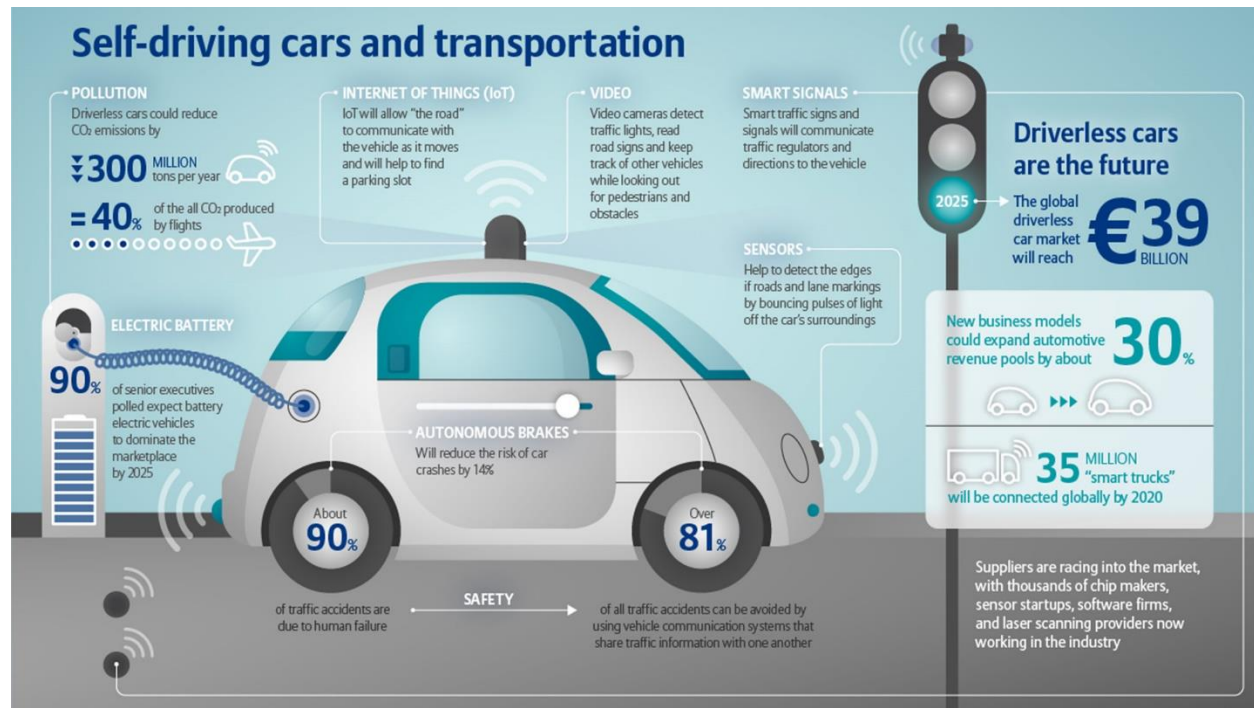 Self-driving cars and transportation
POLLUTION
Driverless cars could reduce
CO₂ emissions by
300 MILLION
tons per year
= 40% of the all CO₂ produced
by flights
INTERNET OF THINGS (IoT)
IoT will allow "the road"
to communicate with
the vehicle as it moves
and will help to find
a parking slot
VIDEO
Video cameras detect
traffic lights, read
road signs and keep
track of other vehicles
while looking out
for pedestrians and
obstacles
SMART SIGNALS
Smart traffic signs and
signals will communicate
traffic regulators and
directions to the vehicle
SENSORS
Help to detect the edges
if roads and lane markings
by bouncing pulses of light
off the car's surroundings
Driverless cars
are the future
2025
The global
driverless
car market
will reach
€39
BILLION
New business models
could expand automotive
revenue pools by about
30%
35 MILLION
"smart trucks"
will be connected globally by 2020
Suppliers are racing into the market,
with thousands of chip makers,
sensor startups, software firms,
and laser scanning providers now
working in the industry
ELECTRIC BATTERY
90% of senior executives
polled expect battery
electric vehicles
to dominate the
marketplace
by 2025
AUTONOMOUS BRAKES
Will reduce the risk of car
crashes by 14%
About
90%
of traffic accidents are
due to human failure
SAFETY
Over
81%
of all traffic accidents can be avoided by
using vehicle communication systems that
share traffic information with one another